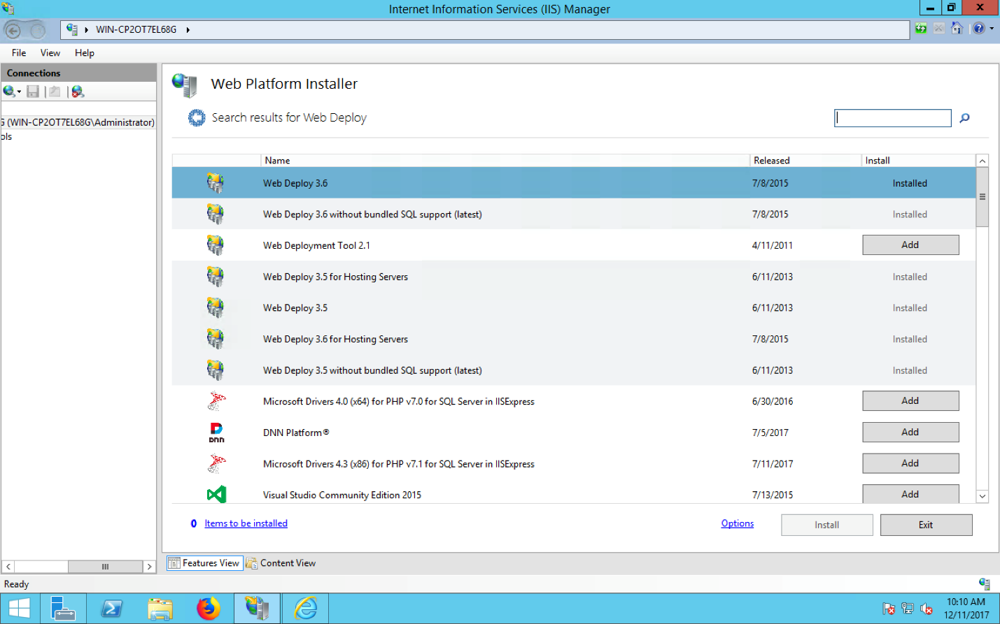 Internet Information Services (IIS) Manager
WIN-CP2OT7EL68G
File View Help
Connections
G (WIN-CP2OT7EL68G\Administrator)
ols
Web Platform Installer
Search results for Web Deploy
Name Released Install
Web Deploy 3.6 7/8/2015 Installed
Web Deploy 3.6 without bundled SQL support (latest) 7/8/2015 Installed
Web Deployment Tool 2.1 4/11/2011 Add
Web Deploy 3.5 for Hosting Servers 6/11/2013 Installed
Web Deploy 3.5 6/11/2013 Installed
Web Deploy 3.6 for Hosting Servers 7/8/2015 Installed
Web Deploy 3.5 without bundled SQL support (latest) 6/11/2013 Installed
Microsoft Drivers 4.0 (x64) for PHP v7.0 for SQL Server in IISExpress 6/30/2016 Add
DNN
DNN Platform® 7/5/2017 Add
Microsoft Drivers 4.3 (x86) for PHP v7.1 for SQL Server in IISExpress 7/11/2017 Add
Visual Studio Community Edition 2015 7/13/2015 Add
0 Items to be installed Options Install Exit
Features View Content View
Ready
10:10 AM
12/11/2017